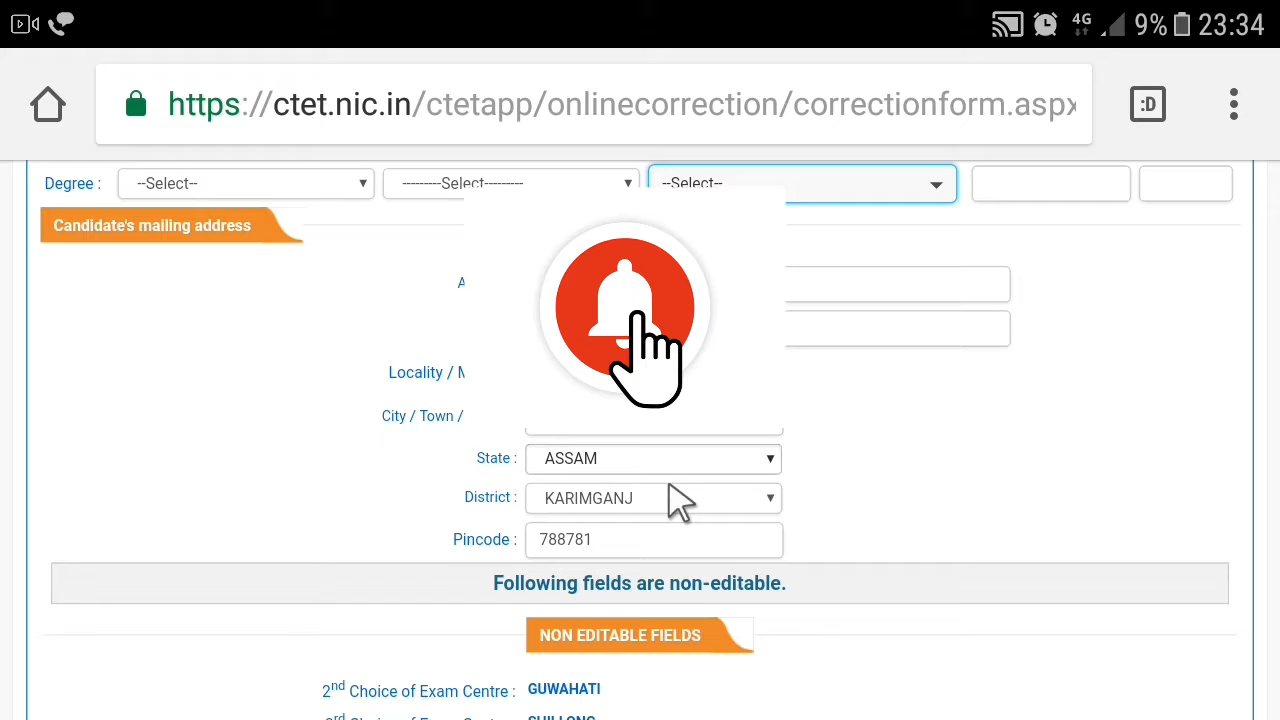 4G 9% 23:34
https://ctet.nic.in/ctetapp/onlinecorrection/correctionform.aspx
:D
Degree : --Select-- ---------Select--------- --Select--
Candidate's mailing address
Locality /
City / Town /
State : ASSAM
District : KARIMGANJ
Pincode : 788781
Following fields are non-editable.
NON EDITABLE FIELDS
2nd Choice of Exam Centre : GUWAHATI